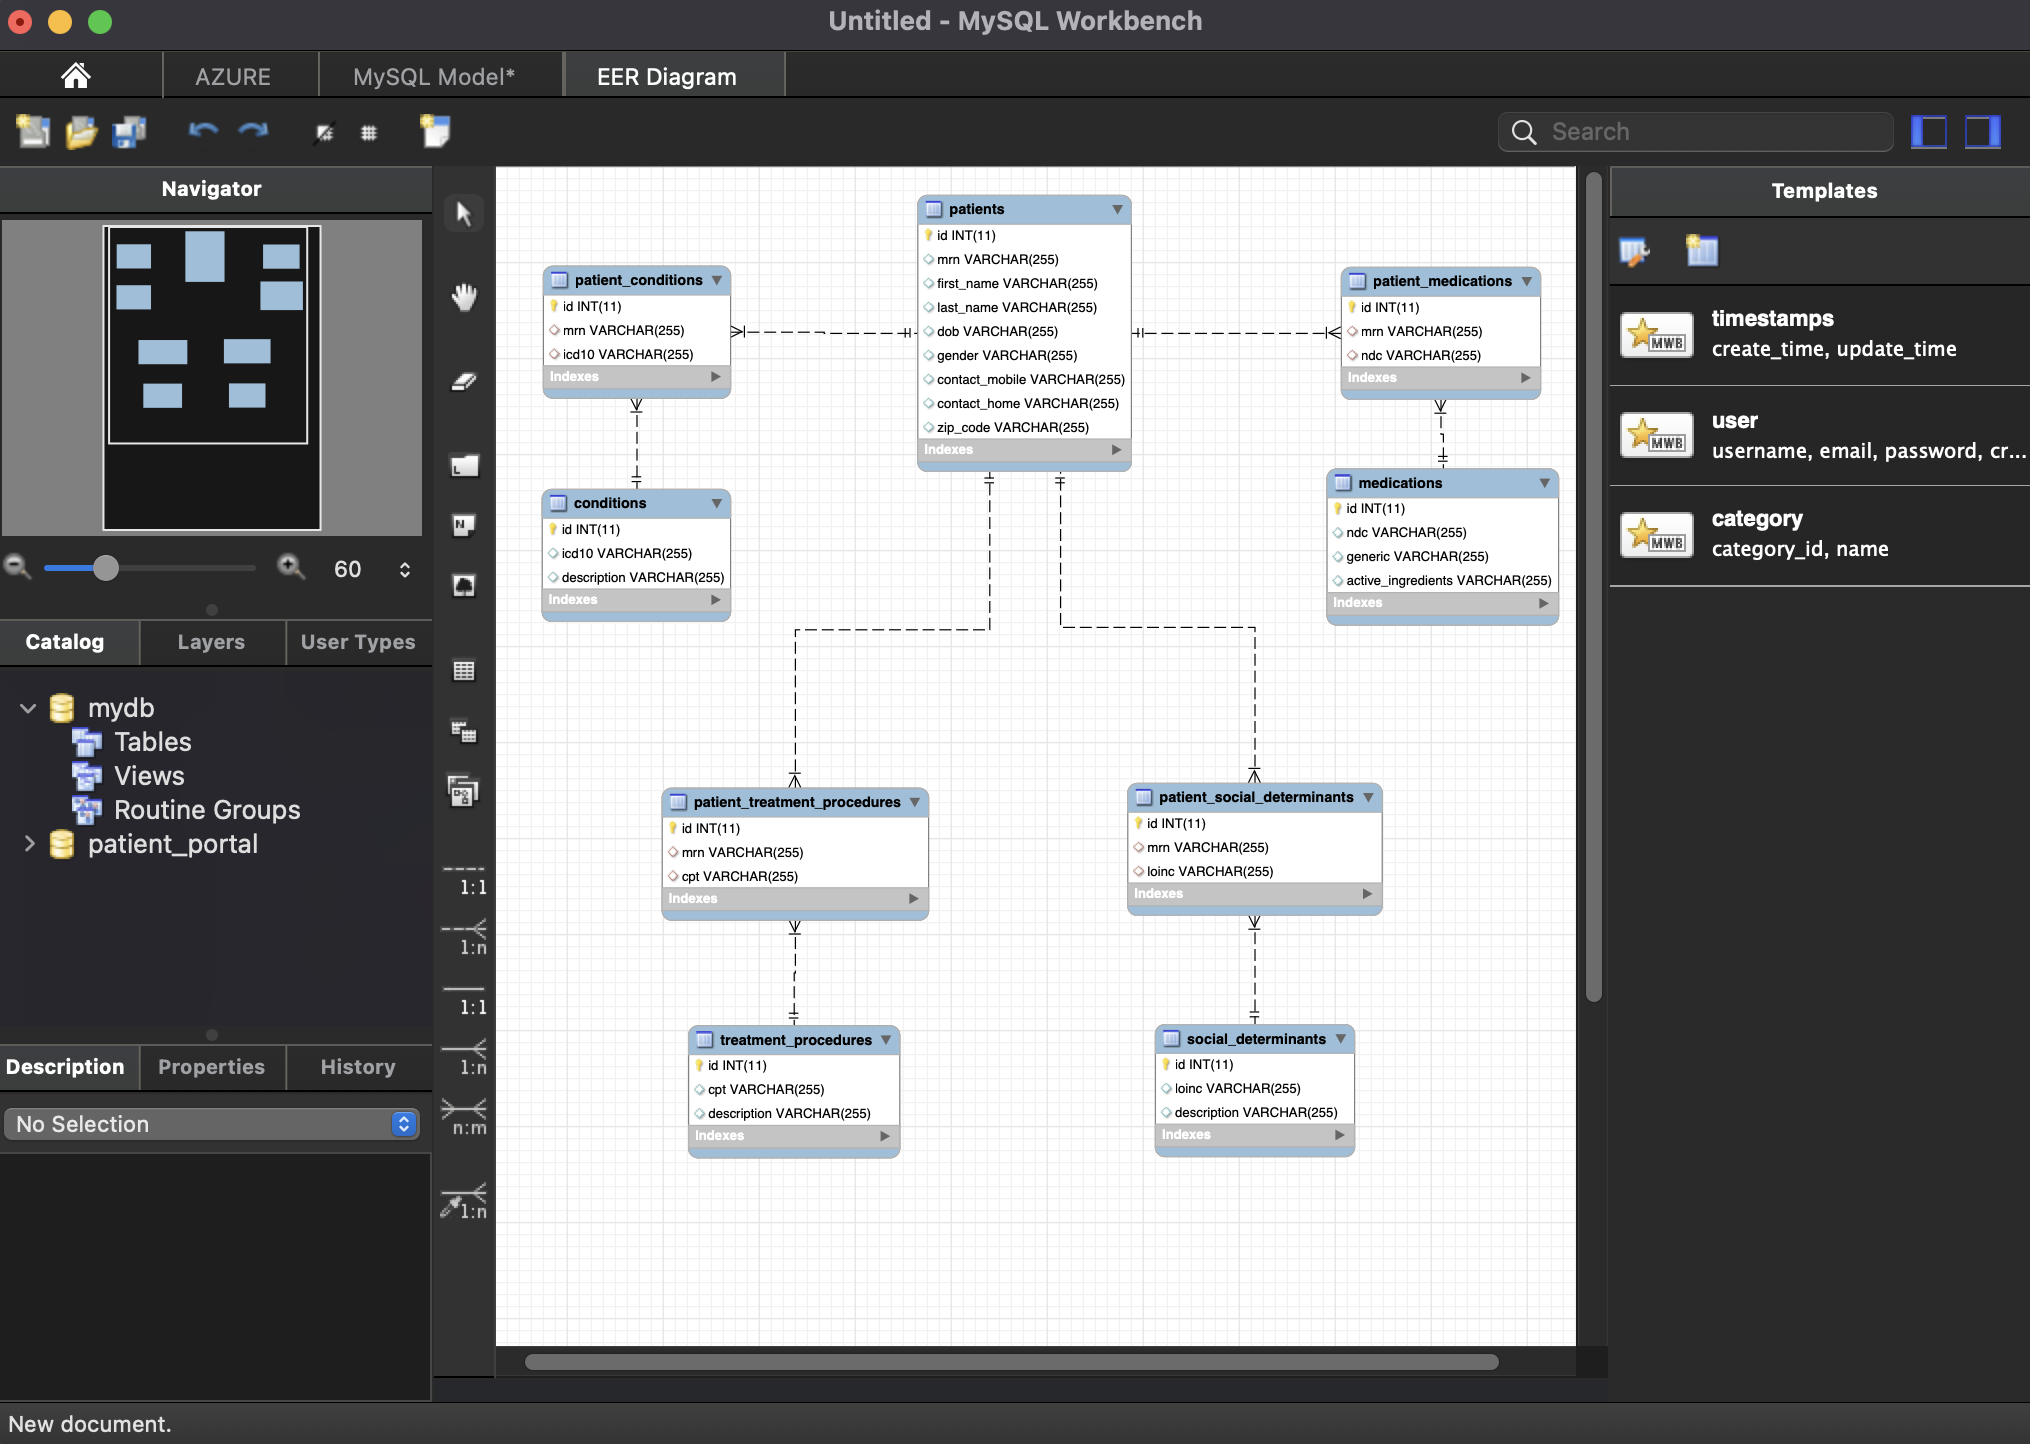 Untitled - MySQL Workbench
AZURE
MySQL Model*
EER Diagram
Search
Navigator
60
Catalog
Layers
User Types
mydb
Tables
Views
Routine Groups
patient_portal
Description
Properties
History
No Selection
1:1
1:n
1:1
1:n
n:m
1:n
patients
id INT(11)
mrn VARCHAR(255)
first_name VARCHAR(255)
last_name VARCHAR(255)
dob VARCHAR(255)
gender VARCHAR(255)
contact_mobile VARCHAR(255)
contact_home VARCHAR(255)
zip_code VARCHAR(255)
Indexes
patient_conditions
id INT(11)
mrn VARCHAR(255)
icd10 VARCHAR(255)
Indexes
patient_medications
id INT(11)
mrn VARCHAR(255)
ndc VARCHAR(255)
Indexes
conditions
id INT(11)
icd10 VARCHAR(255)
description VARCHAR(255)
Indexes
medications
id INT(11)
ndc VARCHAR(255)
generic VARCHAR(255)
active_ingredients VARCHAR(255)
Indexes
patient_treatment_procedures
id INT(11)
mrn VARCHAR(255)
cpt VARCHAR(255)
Indexes
patient_social_determinants
id INT(11)
mrn VARCHAR(255)
loinc VARCHAR(255)
Indexes
treatment_procedures
id INT(11)
cpt VARCHAR(255)
description VARCHAR(255)
Indexes
social_determinants
id INT(11)
loinc VARCHAR(255)
description VARCHAR(255)
Indexes
Templates
MWB
timestamps
create_time, update_time
MWB
user
username, email, password, cr...
MWB
category
category_id, name
New document.